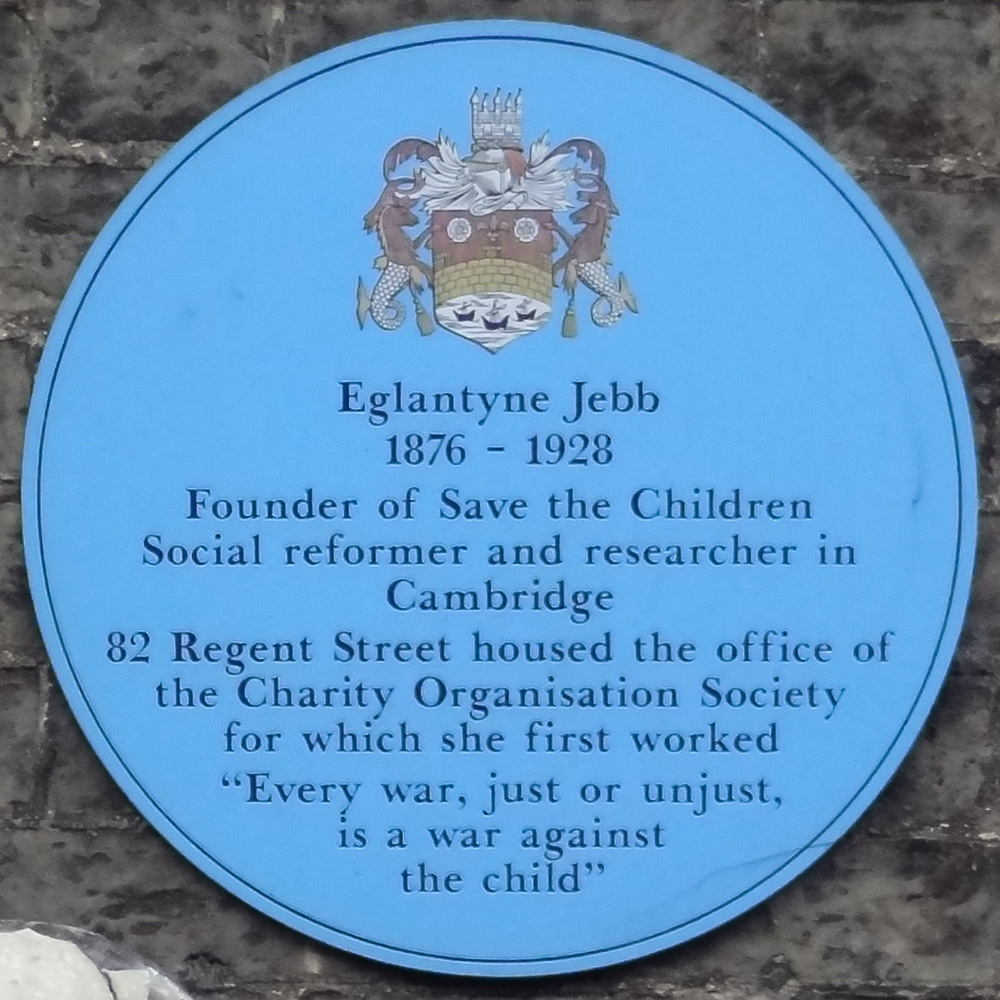 Eglantyne Jebb
1876 - 1928
Founder of Save the Children
Social reformer and researcher in
Cambridge
82 Regent Street housed the office of
the Charity Organisation Society
for which she first worked
“Every war, just or unjust,
is a war against
the child”